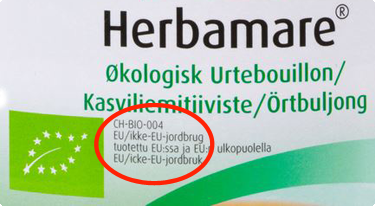 Herbamare®
Økologisk Urtebouillon/
Kasviliemitiiviste/Örtbuljong
CH-BIO-004
EU/ikke-EU-jordbrug
tuotettu EU:ssa ja EU:n ulkopuolella
EU/icke-EU-jordbruk